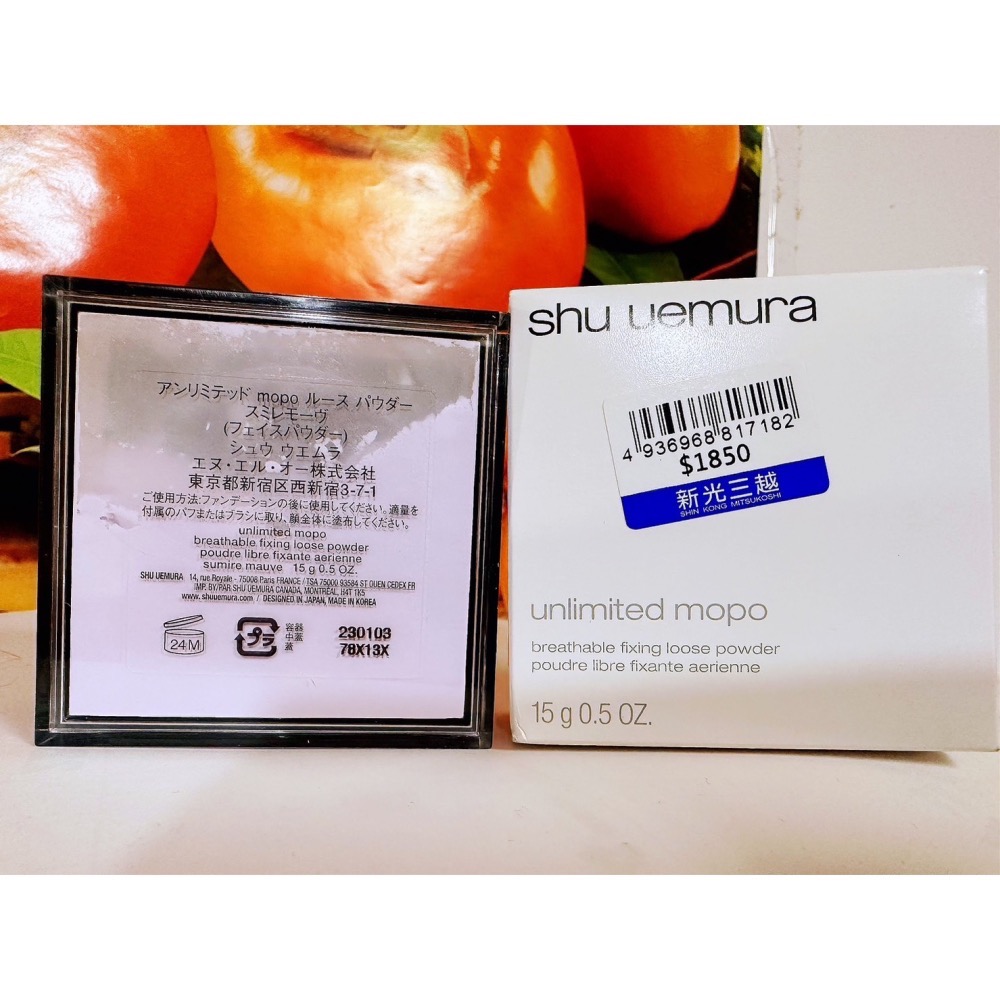 アンリミテッド mopo ルース パウダー
スミレモーヴ
(フェイスパウダー)
シュウ ウエムラ
エヌ・エル・オー株式会社
東京都新宿区西新宿3-7-1
ご使用方法:ファンデーションの後に使用してください。適量を
付属のパフまたはブラシに取り、顔全体に塗布してください。
unlimited mopo
breathable fixing loose powder
poudre libre fixante aerienne
sumire mauve 15 g 0.5 OZ.
SHU UEMURA 14, rue Royale - 75008 Paris FRANCE / TSA 75000 93584 ST OUEN CEDEX FR
IMP. BY/PAR SHU UEMURA CANADA, MONTREAL, H4T 1K5
www.shuuemura.com / DESIGNED IN JAPAN, MADE IN KOREA
24 M
プラ
容器
中蓋
蓋
230103
78X13X
shu uemura
4 936968 817182
$1850
新光三越
SHIN KONG MITSUKOSHI
unlimited mopo
breathable fixing loose powder
poudre libre fixante aerienne
15 g 0.5 OZ.